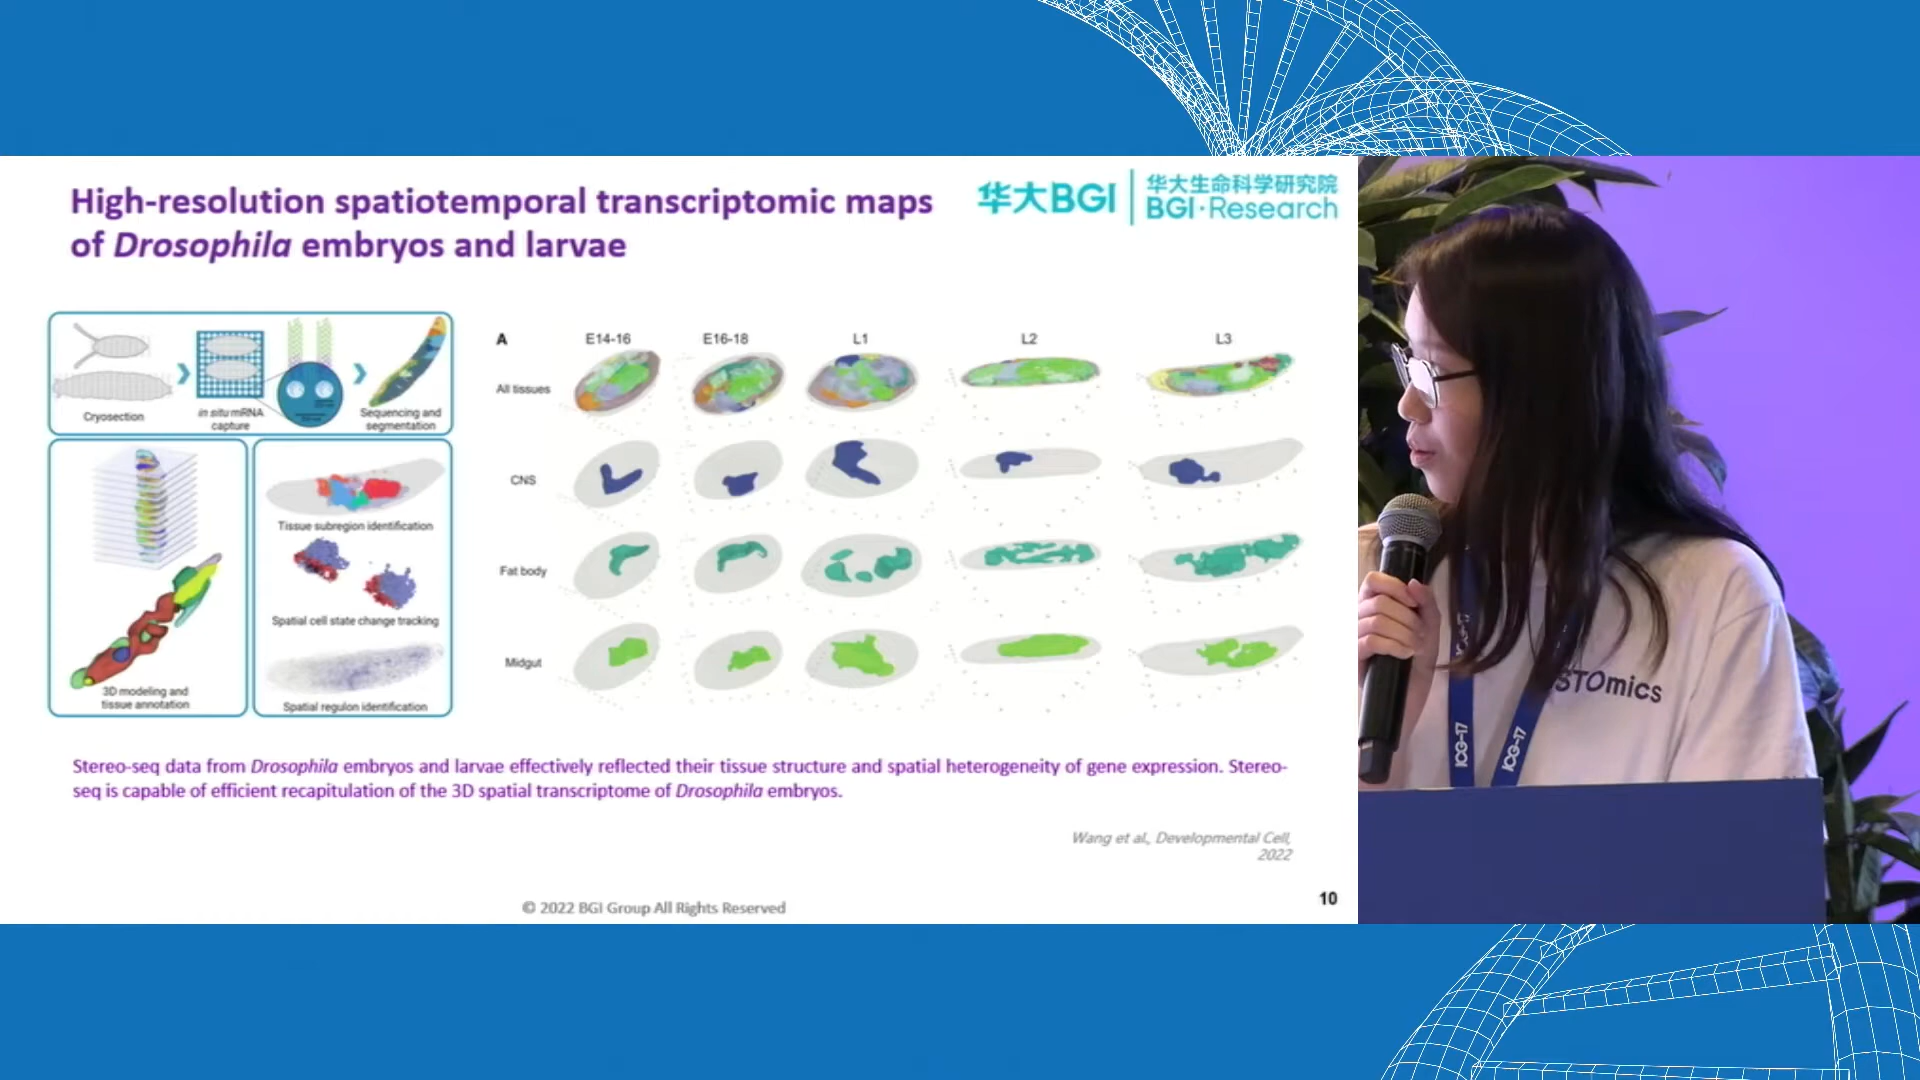 High-resolution spatiotemporal transcriptomic maps
of Drosophila embryos and larvae
华大BGI
华大生命科学研究院
BGI·Research
Cryosection
in situ mRNA
capture
Sequencing and
segmentation
3D modeling and
tissue annotation
Tissue subregion identification
Spatial cell state change tracking
Spatial regulon identification
A
E14-16
E16-18
L1
L2
L3
All tissues
CNS
Fat body
Midgut
Stereo-seq data from Drosophila embryos and larvae effectively reflected their tissue structure and spatial heterogeneity of gene expression. Stereo-
seq is capable of efficient recapitulation of the 3D spatial transcriptome of Drosophila embryos.
Wang et al., Developmental Cell,
2022
© 2022 BGI Group All Rights Reserved
10
STOmics
ICG-17
ICG-17